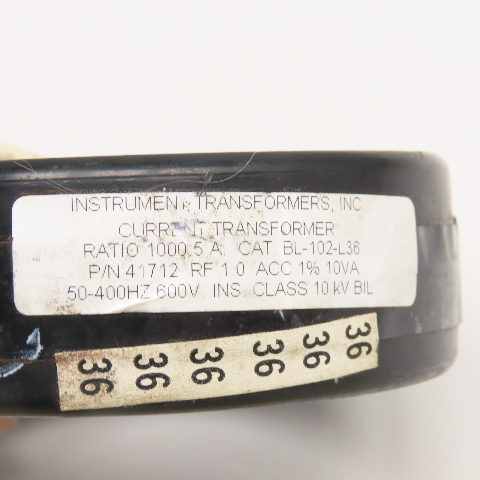 INSTRUMENT TRANSFORMERS, INC.
CURRENT TRANSFORMER
RATIO 1000:5 A. CAT. BL-102-L36
P/N 41712 RF 1.0 ACC 1% 10VA
50-400HZ 600V. INS. CLASS 10 kV BIL
36 36 36 36 36 36